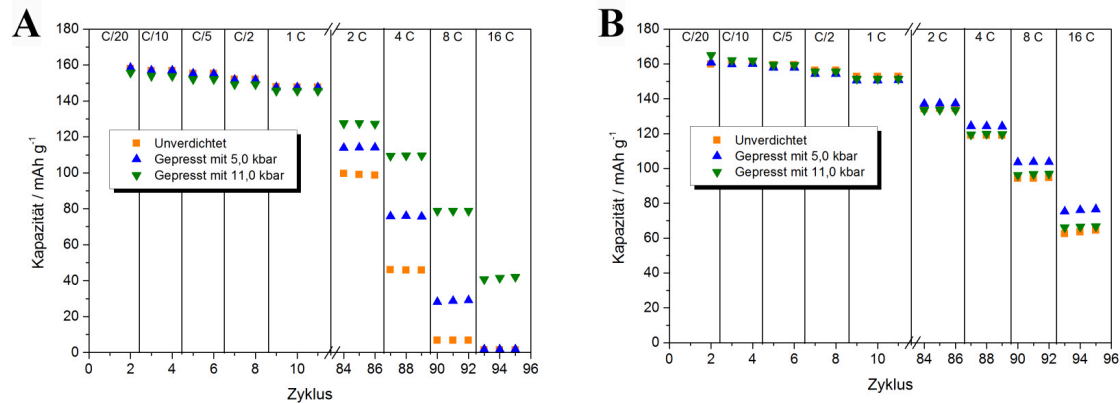 A
180
160
140
120
100
80
60
40
20
0
Kapazität / mAh g⁻¹
C/20 C/10 C/5 C/2 1 C 2 C 4 C 8 C 16 C
Unverdichtet
Gepresst mit 5,0 kbar
Gepresst mit 11,0 kbar
0 2 4 6 8 10 84 86 88 90 92 94 96
Zyklus
B
180
160
140
120
100
80
60
40
20
0
Kapazität / mAh g⁻¹
C/20 C/10 C/5 C/2 1 C 2 C 4 C 8 C 16 C
Unverdichtet
Gepresst mit 5,0 kbar
Gepresst mit 11,0 kbar
0 2 4 6 8 10 84 86 88 90 92 94 96
Zyklus